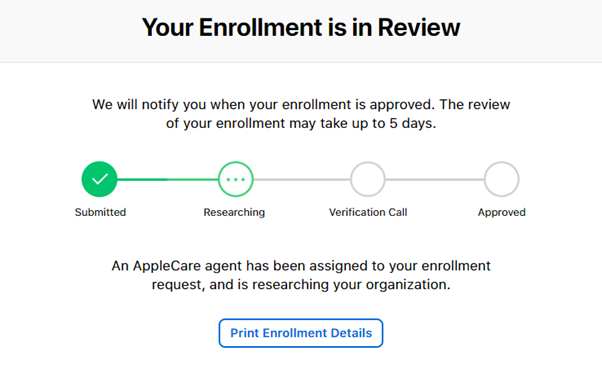 Your Enrollment is in Review
We will notify you when your enrollment is approved. The review
of your enrollment may take up to 5 days.
Submitted
Researching
Verification Call
Approved
An AppleCare agent has been assigned to your enrollment
request, and is researching your organization.
Print Enrollment Details